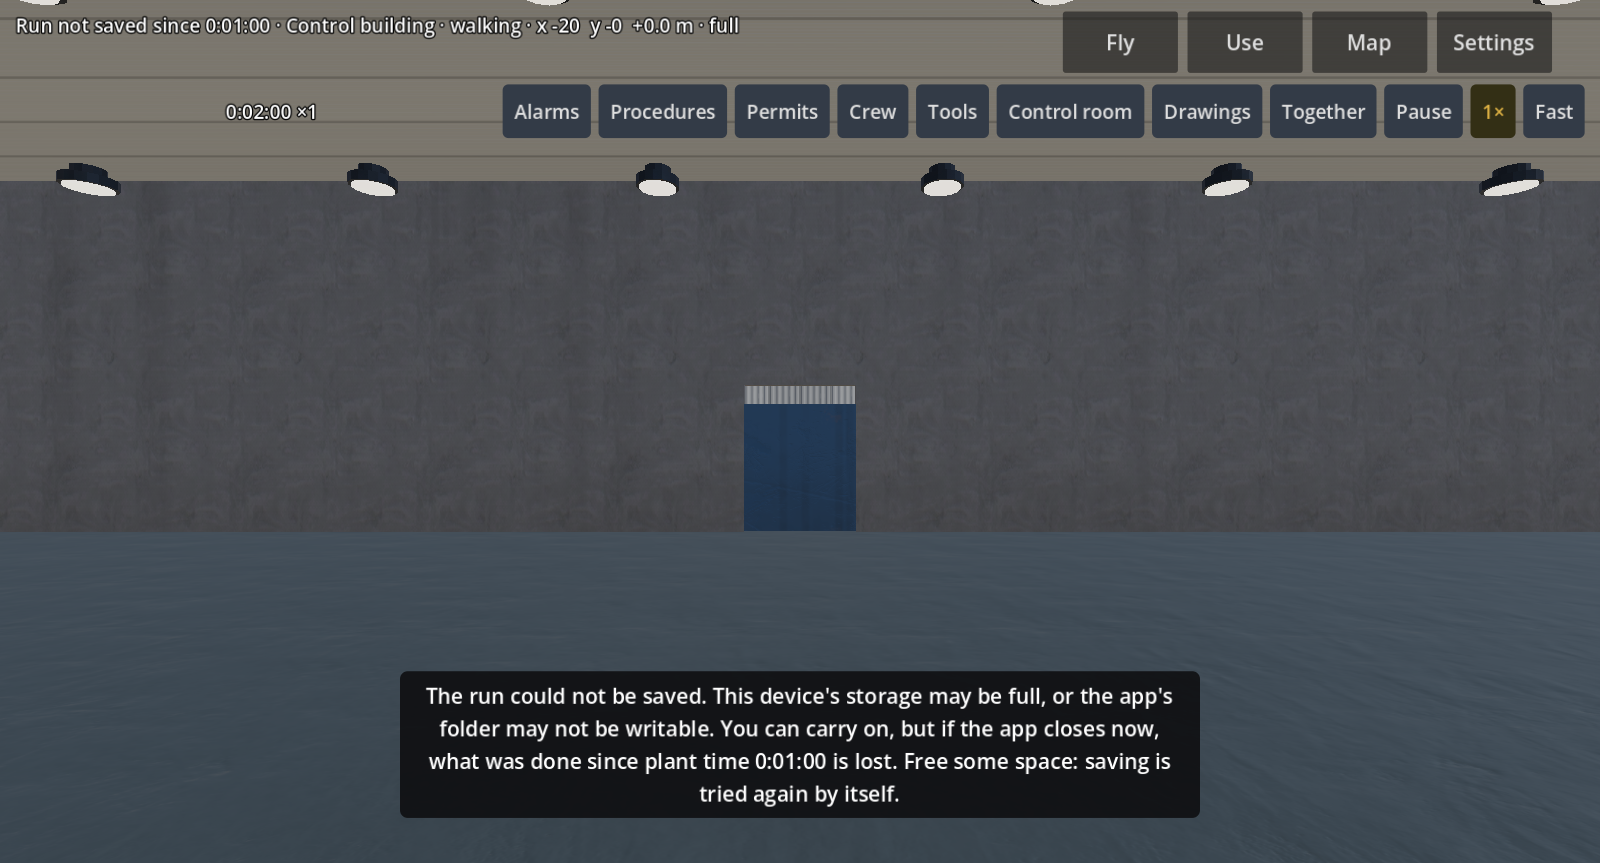 Run not saved since 0:01:00 · Control building · walking · x -20  y -0  +0.0 m · full
Fly
Use
Map
Settings
0:02:00 ×1
Alarms
Procedures
Permits
Crew
Tools
Control room
Drawings
Together
Pause
1×
Fast
The run could not be saved. This device's storage may be full, or the app's
folder may not be writable. You can carry on, but if the app closes now,
what was done since plant time 0:01:00 is lost. Free some space: saving is
tried again by itself.